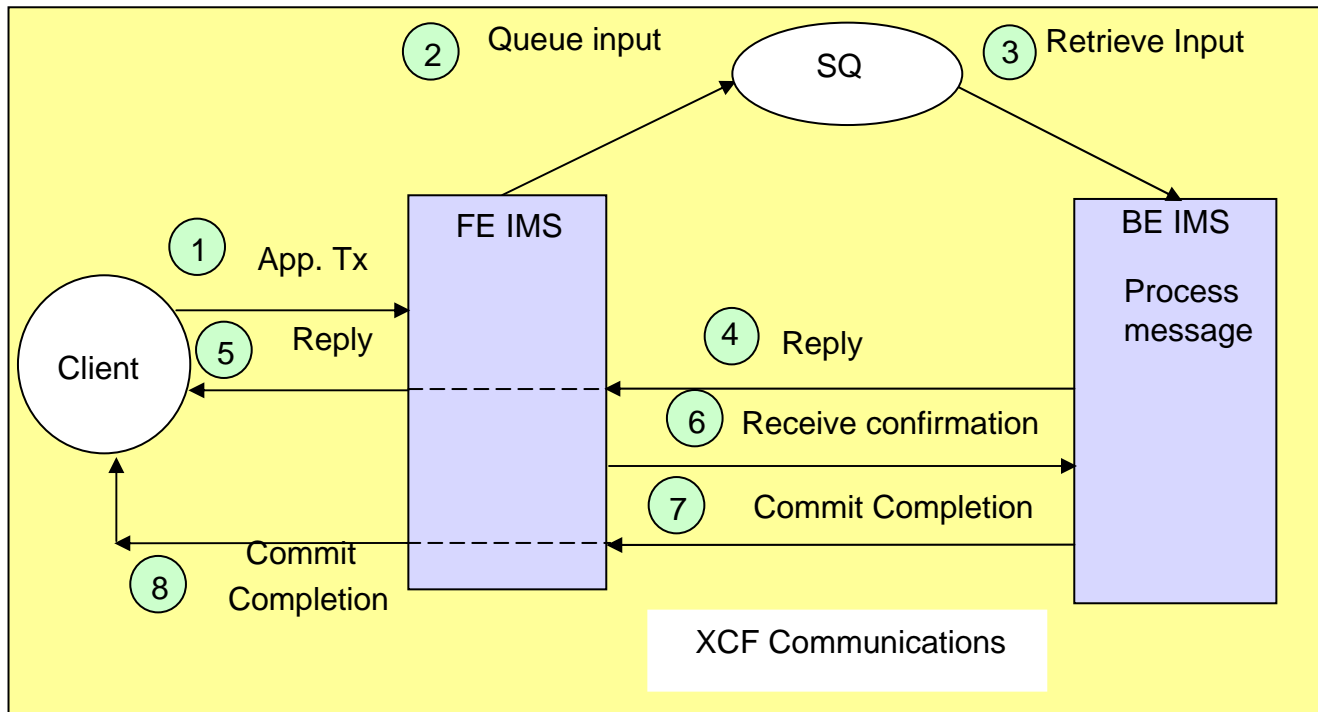 2 Queue input
SQ
3 Retrieve Input
FE IMS
BE IMS
1 App. Tx
Process
message
5 Reply
4 Reply
Client
6 Receive confirmation
7 Commit Completion
8 Commit
Completion
XCF Communications